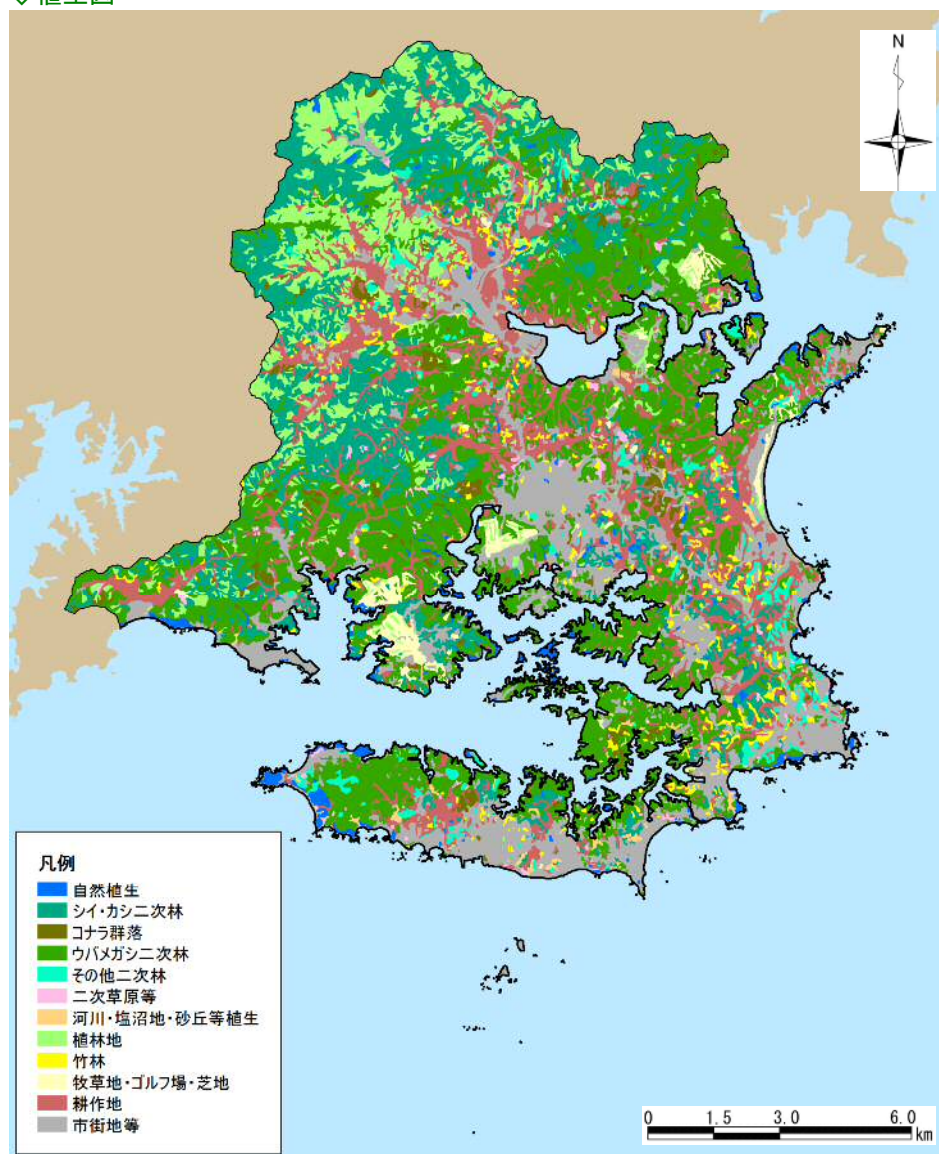 ◇植生図
N
凡例
自然植生
シイ・カシ二次林
コナラ群落
ウバメガシ二次林
その他二次林
二次草原等
河川・塩沼地・砂丘等植生
植林地
竹林
牧草地・ゴルフ場・芝地
耕作地
市街地等
0 1.5 3.0 6.0
km